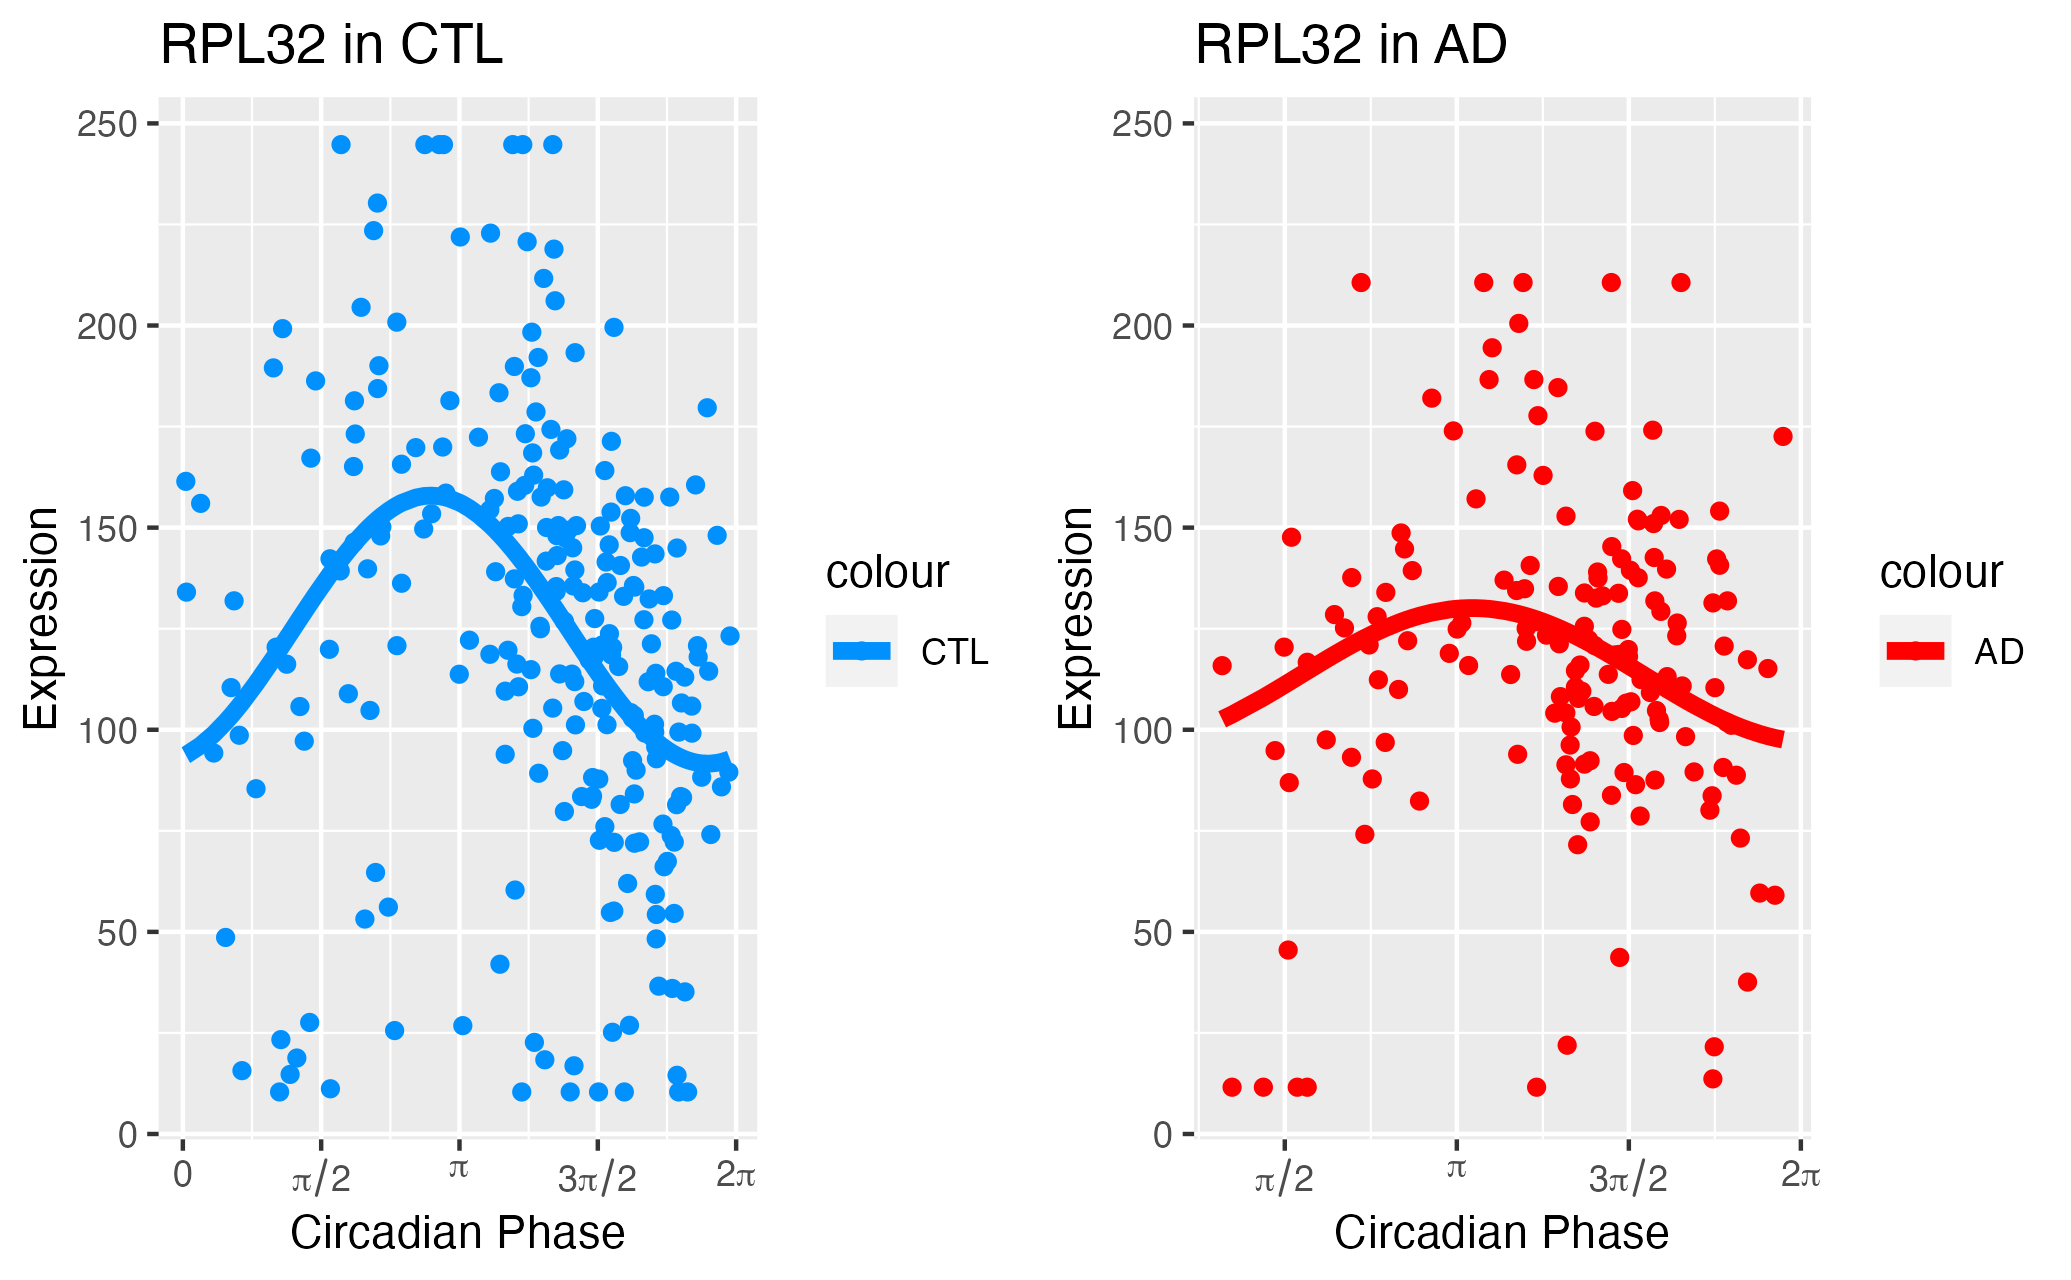 RPL32 in CTL
250
200
150
100
50
0
Expression
0
π/2
π
3π/2
2π
Circadian Phase
colour
CTL
RPL32 in AD
250
200
150
100
50
0
Expression
π/2
π
3π/2
2π
Circadian Phase
colour
AD